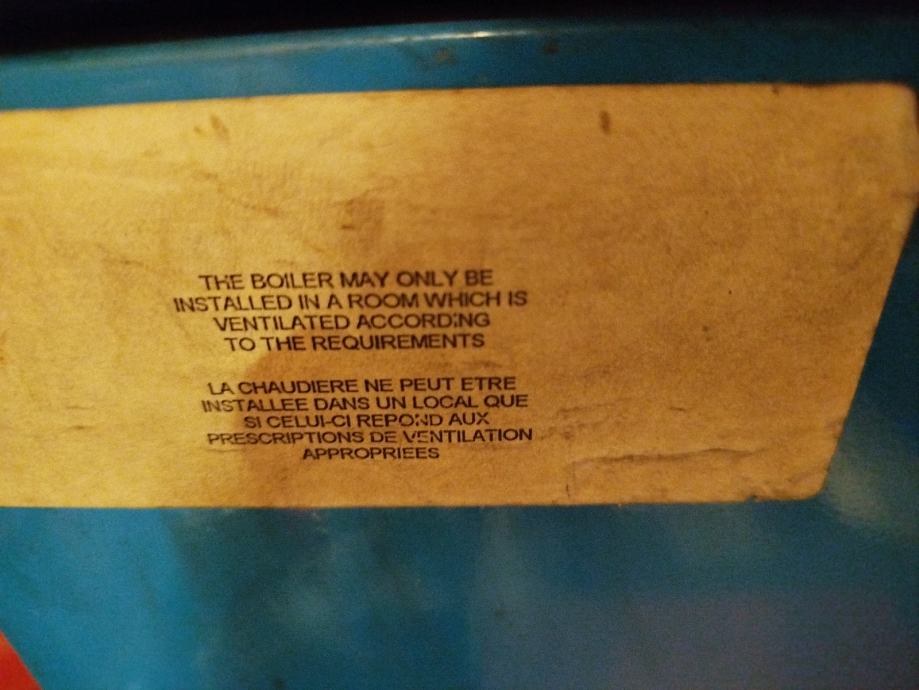 THE BOILER MAY ONLY BE
INSTALLED IN A ROOM WHICH IS
VENTILATED ACCORDING
TO THE REQUIREMENTS
LA CHAUDIERE NE PEUT ETRE
INSTALLEE DANS UN LOCAL QUE
SI CELUI-CI REPOND AUX
PRESCRIPTIONS DE VENTILATION
APPROPRIEES